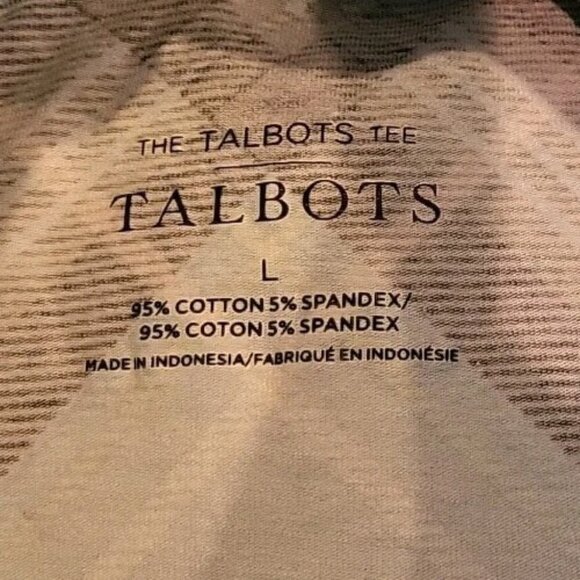 THE TALBOTS TEE
TALBOTS
L
95% COTTON 5% SPANDEX/
95% COTON 5% SPANDEX
MADE IN INDONESIA/FABRIQUÉ EN INDONÉSIE